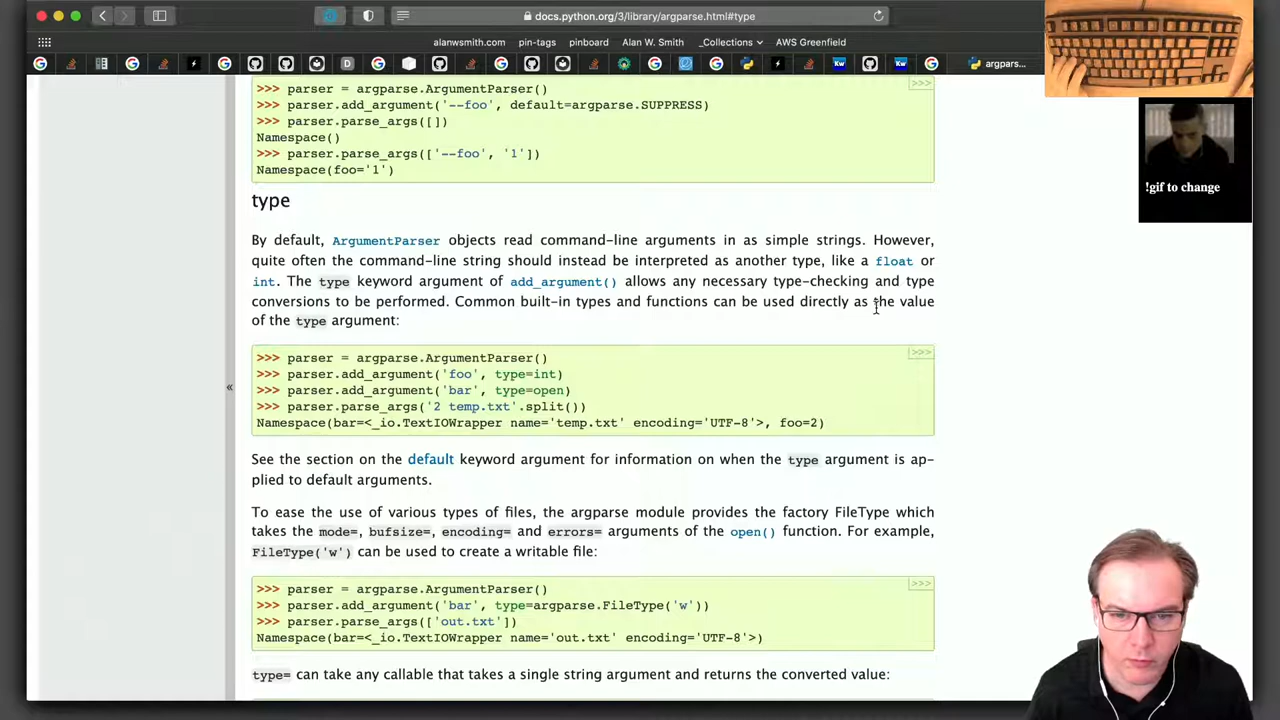 docs.python.org/3/library/argparse.html#type
alanwsmith.com pin-tags pinboard Alan W. Smith _Collections AWS Greenfield
argpars...
>>> parser = argparse.ArgumentParser()
>>> parser.add_argument('--foo', default=argparse.SUPPRESS)
>>> parser.parse_args([])
Namespace()
>>> parser.parse_args(['--foo', '1'])
Namespace(foo='1')
>>>
type
By default, ArgumentParser objects read command-line arguments in as simple strings. However,
quite often the command-line string should instead be interpreted as another type, like a float or
int. The type keyword argument of add_argument() allows any necessary type-checking and type
conversions to be performed. Common built-in types and functions can be used directly as the value
of the type argument:
>>> parser = argparse.ArgumentParser()
>>> parser.add_argument('foo', type=int)
>>> parser.add_argument('bar', type=open)
>>> parser.parse_args('2 temp.txt'.split())
Namespace(bar=<_io.TextIOWrapper name='temp.txt' encoding='UTF-8'>, foo=2)
>>>
See the section on the default keyword argument for information on when the type argument is ap-
plied to default arguments.
To ease the use of various types of files, the argparse module provides the factory FileType which
takes the mode=, bufsize=, encoding= and errors= arguments of the open() function. For example,
FileType('w') can be used to create a writable file:
>>> parser = argparse.ArgumentParser()
>>> parser.add_argument('bar', type=argparse.FileType('w'))
>>> parser.parse_args(['out.txt'])
Namespace(bar=<_io.TextIOWrapper name='out.txt' encoding='UTF-8'>)
>>>
type= can take any callable that takes a single string argument and returns the converted value:
«
!gif to change